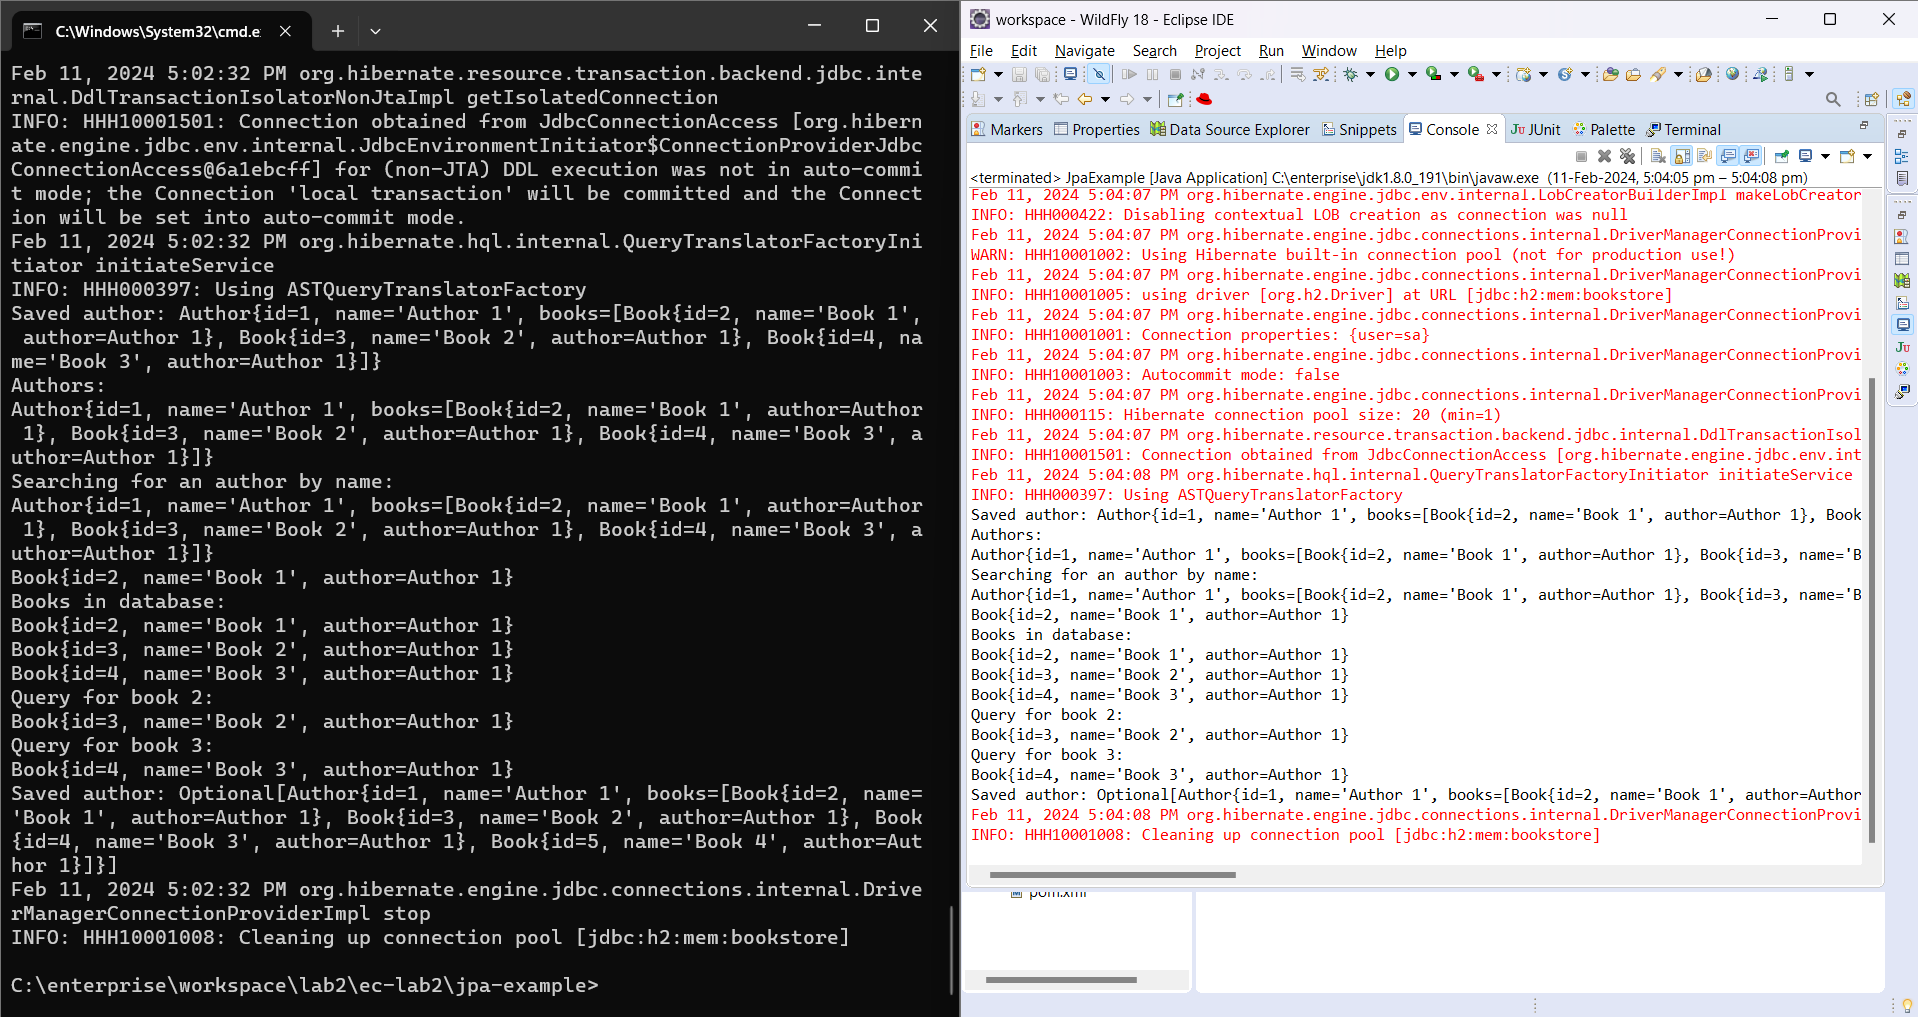 C:\Windows\System32\cmd.e
Feb 11, 2024 5:02:32 PM org.hibernate.resource.transaction.backend.jdbc.inte
rnal.DdlTransactionIsolatorNonJtaImpl getIsolatedConnection
INFO: HHH10001501: Connection obtained from JdbcConnectionAccess [org.hibern
ate.engine.jdbc.env.internal.JdbcEnvironmentInitiator$ConnectionProviderJdbc
ConnectionAccess@6a1ebcff] for (non-JTA) DDL execution was not in auto-commi
t mode; the Connection 'local transaction' will be committed and the Connect
ion will be set into auto-commit mode.
Feb 11, 2024 5:02:32 PM org.hibernate.hql.internal.QueryTranslatorFactoryIni
tiator initiateService
INFO: HHH000397: Using ASTQueryTranslatorFactory
Saved author: Author{id=1, name='Author 1', books=[Book{id=2, name='Book 1',
 author=Author 1}, Book{id=3, name='Book 2', author=Author 1}, Book{id=4, na
me='Book 3', author=Author 1}]}
Authors:
Author{id=1, name='Author 1', books=[Book{id=2, name='Book 1', author=Author
 1}, Book{id=3, name='Book 2', author=Author 1}, Book{id=4, name='Book 3', a
uthor=Author 1}]}
Searching for an author by name:
Author{id=1, name='Author 1', books=[Book{id=2, name='Book 1', author=Author
 1}, Book{id=3, name='Book 2', author=Author 1}, Book{id=4, name='Book 3', a
uthor=Author 1}]}
Book{id=2, name='Book 1', author=Author 1}
Books in database:
Book{id=2, name='Book 1', author=Author 1}
Book{id=3, name='Book 2', author=Author 1}
Book{id=4, name='Book 3', author=Author 1}
Query for book 2:
Book{id=3, name='Book 2', author=Author 1}
Query for book 3:
Book{id=4, name='Book 3', author=Author 1}
Saved author: Optional[Author{id=1, name='Author 1', books=[Book{id=2, name=
'Book 1', author=Author 1}, Book{id=3, name='Book 2', author=Author 1}, Book
{id=4, name='Book 3', author=Author 1}, Book{id=5, name='Book 4', author=Aut
hor 1}]}]
Feb 11, 2024 5:02:32 PM org.hibernate.engine.jdbc.connections.internal.Drive
rManagerConnectionProviderImpl stop
INFO: HHH10001008: Cleaning up connection pool [jdbc:h2:mem:bookstore]
C:\enterprise\workspace\lab2\ec-lab2\jpa-example>
workspace - WildFly 18 - Eclipse IDE
File Edit Navigate Search Project Run Window Help
Markers Properties Data Source Explorer Snippets Console JUnit Palette Terminal
<terminated> JpaExample [Java Application] C:\enterprise\jdk1.8.0_191\bin\javaw.exe (11-Feb-2024, 5:04:05 pm – 5:04:08 pm)
Feb 11, 2024 5:04:07 PM org.hibernate.engine.jdbc.env.internal.LobCreatorBuilderImpl makeLobCreator
INFO: HHH000422: Disabling contextual LOB creation as connection was null
Feb 11, 2024 5:04:07 PM org.hibernate.engine.jdbc.connections.internal.DriverManagerConnectionProvi
WARN: HHH10001002: Using Hibernate built-in connection pool (not for production use!)
Feb 11, 2024 5:04:07 PM org.hibernate.engine.jdbc.connections.internal.DriverManagerConnectionProvi
INFO: HHH10001005: using driver [org.h2.Driver] at URL [jdbc:h2:mem:bookstore]
Feb 11, 2024 5:04:07 PM org.hibernate.engine.jdbc.connections.internal.DriverManagerConnectionProvi
INFO: HHH10001001: Connection properties: {user=sa}
Feb 11, 2024 5:04:07 PM org.hibernate.engine.jdbc.connections.internal.DriverManagerConnectionProvi
INFO: HHH10001003: Autocommit mode: false
Feb 11, 2024 5:04:07 PM org.hibernate.engine.jdbc.connections.internal.DriverManagerConnectionProvi
INFO: HHH000115: Hibernate connection pool size: 20 (min=1)
Feb 11, 2024 5:04:07 PM org.hibernate.resource.transaction.backend.jdbc.internal.DdlTransactionIsol
INFO: HHH10001501: Connection obtained from JdbcConnectionAccess [org.hibernate.engine.jdbc.env.int
Feb 11, 2024 5:04:08 PM org.hibernate.hql.internal.QueryTranslatorFactoryInitiator initiateService
INFO: HHH000397: Using ASTQueryTranslatorFactory
Saved author: Author{id=1, name='Author 1', books=[Book{id=2, name='Book 1', author=Author 1}, Book
Authors:
Author{id=1, name='Author 1', books=[Book{id=2, name='Book 1', author=Author 1}, Book{id=3, name='B
Searching for an author by name:
Author{id=1, name='Author 1', books=[Book{id=2, name='Book 1', author=Author 1}, Book{id=3, name='B
Book{id=2, name='Book 1', author=Author 1}
Books in database:
Book{id=2, name='Book 1', author=Author 1}
Book{id=3, name='Book 2', author=Author 1}
Book{id=4, name='Book 3', author=Author 1}
Query for book 2:
Book{id=3, name='Book 2', author=Author 1}
Query for book 3:
Book{id=4, name='Book 3', author=Author 1}
Saved author: Optional[Author{id=1, name='Author 1', books=[Book{id=2, name='Book 1', author=Author
Feb 11, 2024 5:04:08 PM org.hibernate.engine.jdbc.connections.internal.DriverManagerConnectionProvi
INFO: HHH10001008: Cleaning up connection pool [jdbc:h2:mem:bookstore]
pom.xml